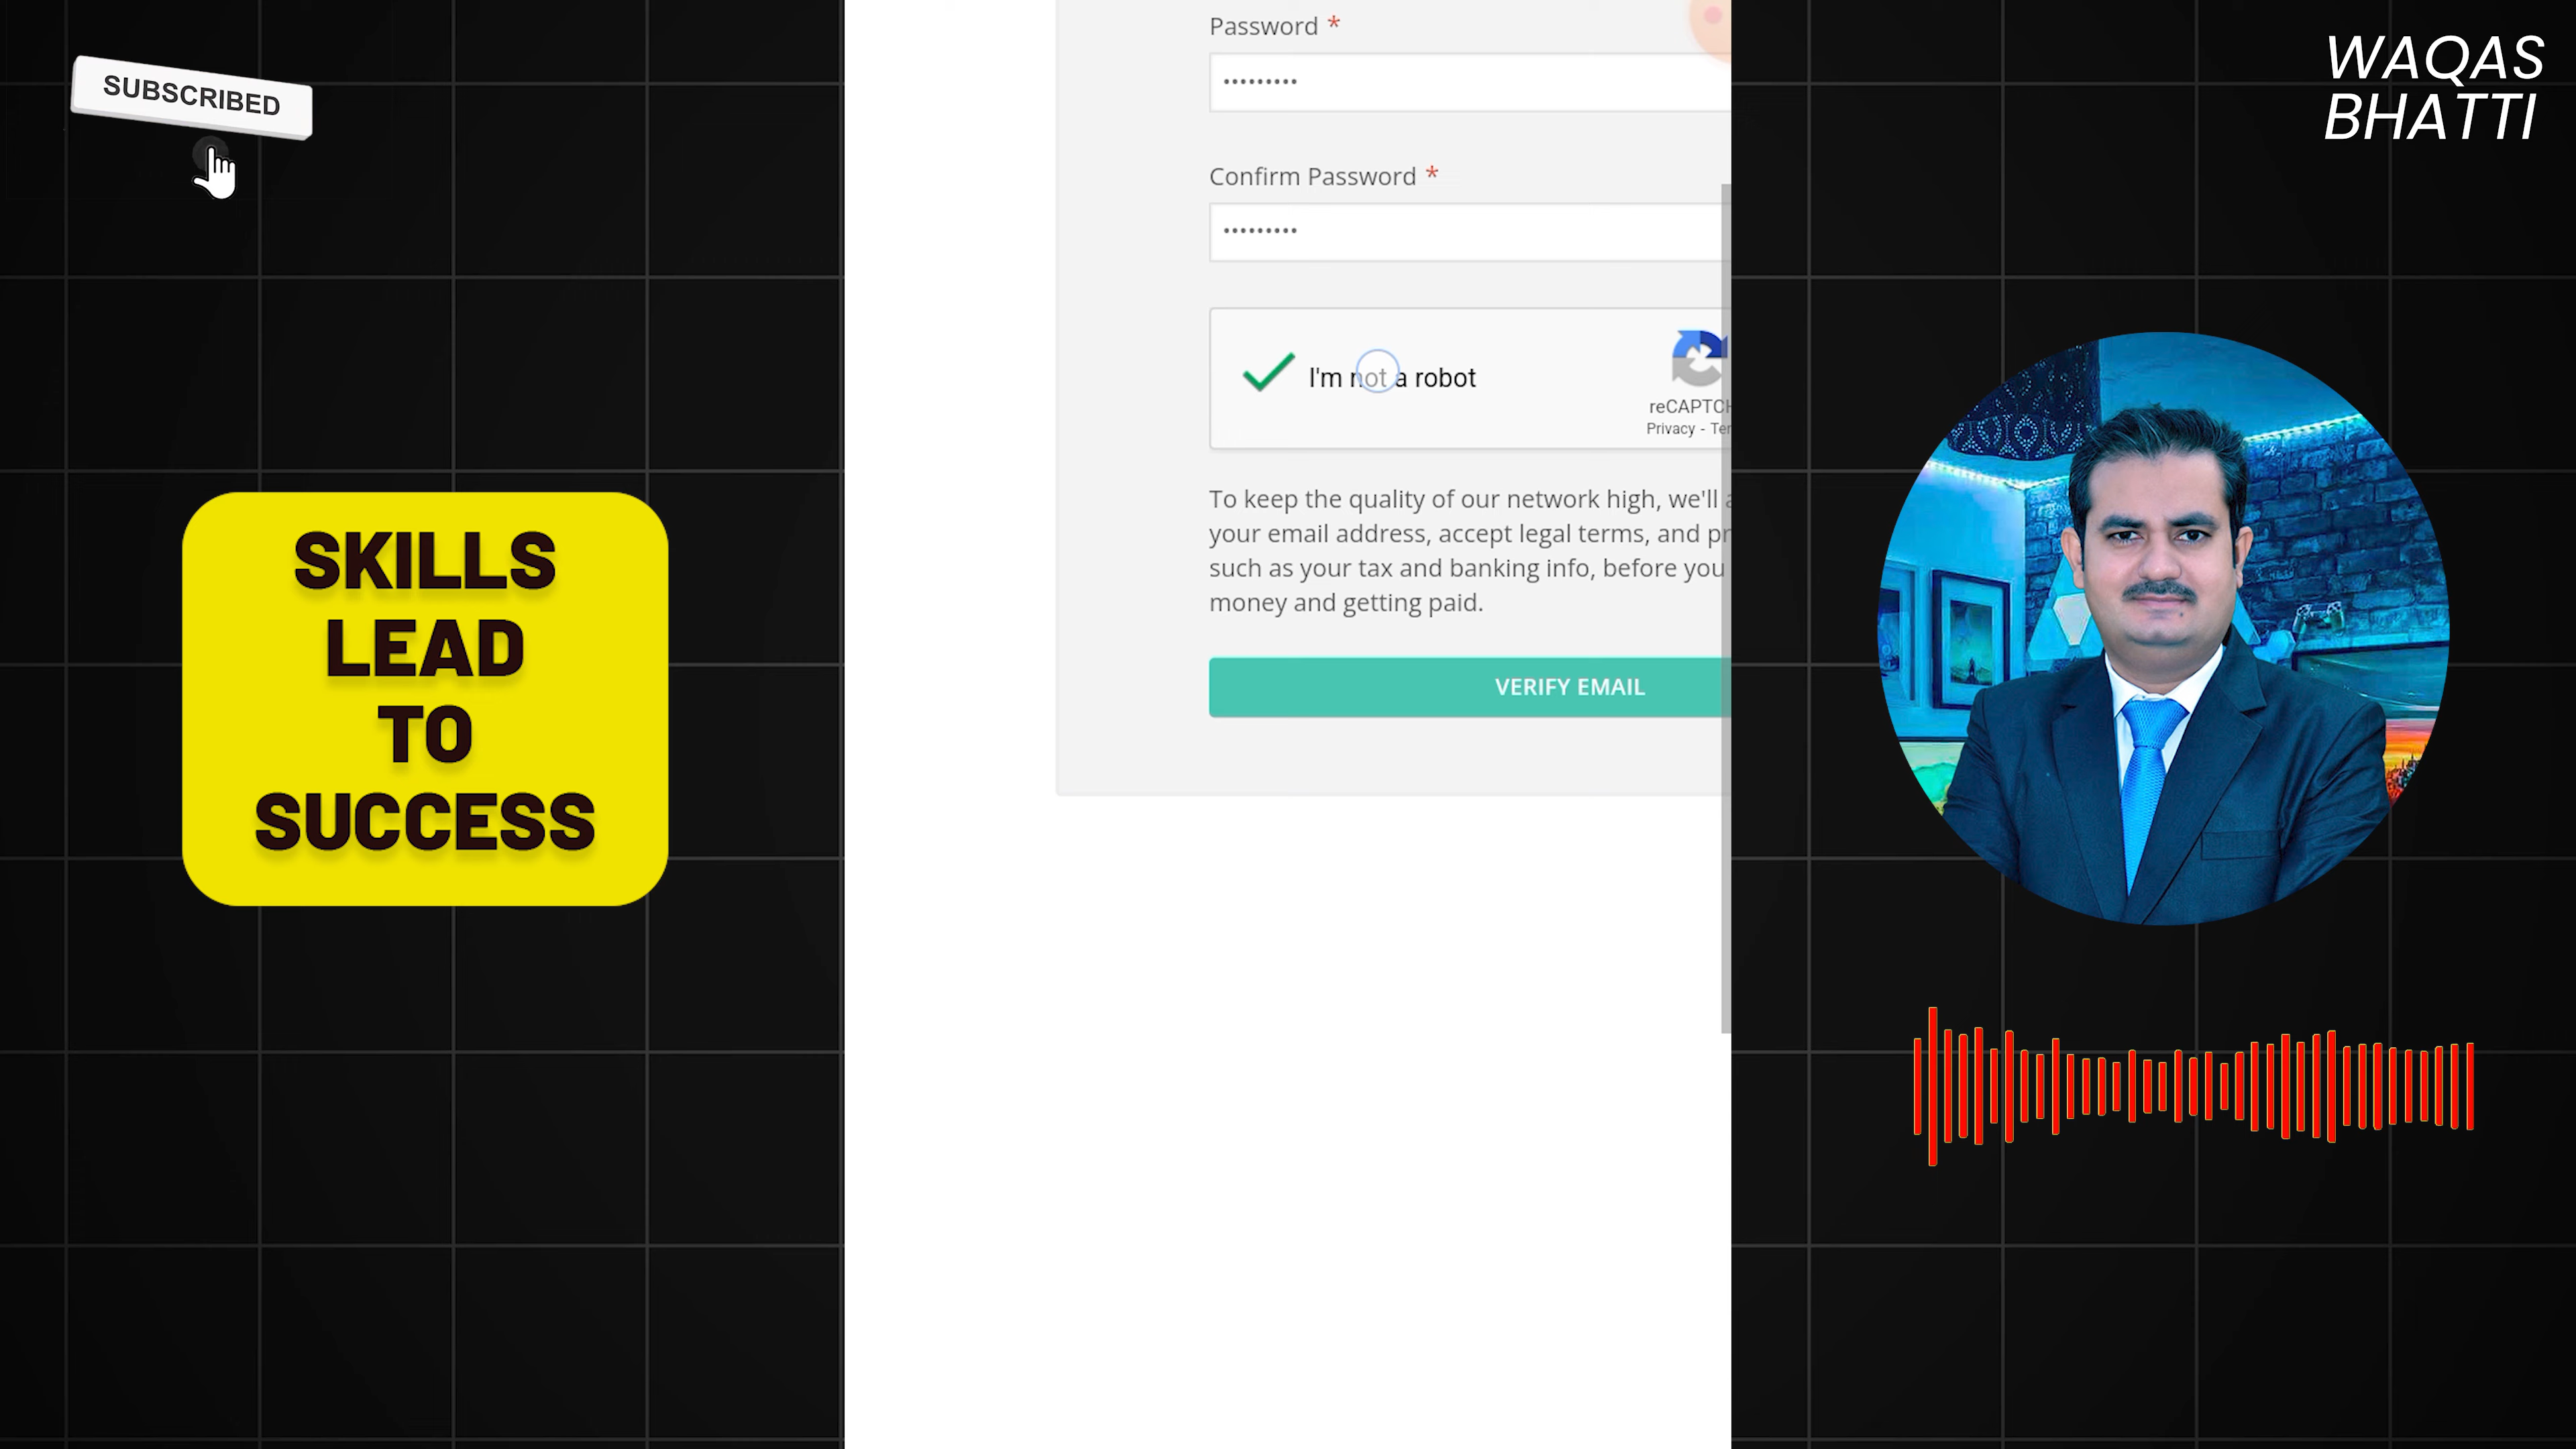 SUBSCRIBED
SKILLS
LEAD
TO
SUCCESS
Password *
Confirm Password *
I'm not a robot
reCAPTCH
Privacy - Ter
To keep the quality of our network high, we'll a
your email address, accept legal terms, and pr
such as your tax and banking info, before you
money and getting paid.
VERIFY EMAIL
WAQAS
BHATTI